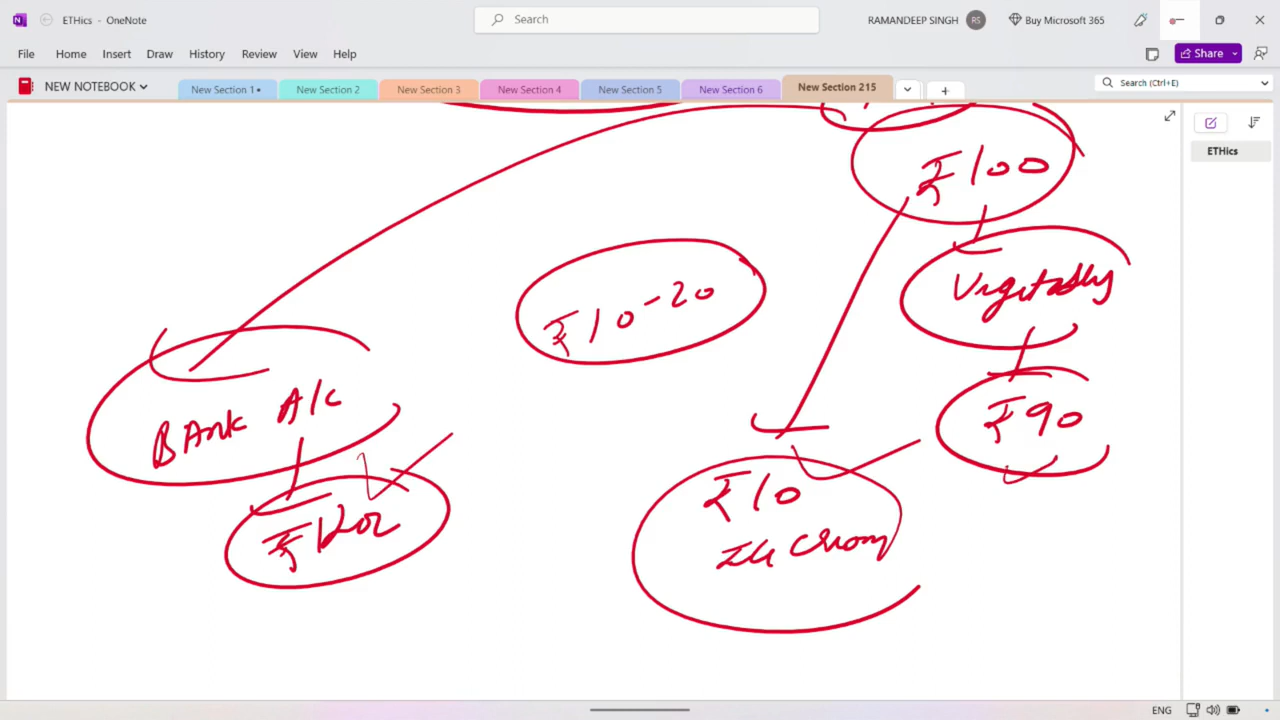 ETHics - OneNote
Search
RAMANDEEP SINGH
RS
Buy Microsoft 365
File Home Insert Draw History Review View Help
Share
NEW NOTEBOOK
New Section 1
New Section 2
New Section 3
New Section 4
New Section 5
New Section 6
New Section 215
+
Search (Ctrl+E)
ETHics
₹100
Vegetables
₹10-20
₹90
BAnk A/c
₹10
₹
ENG